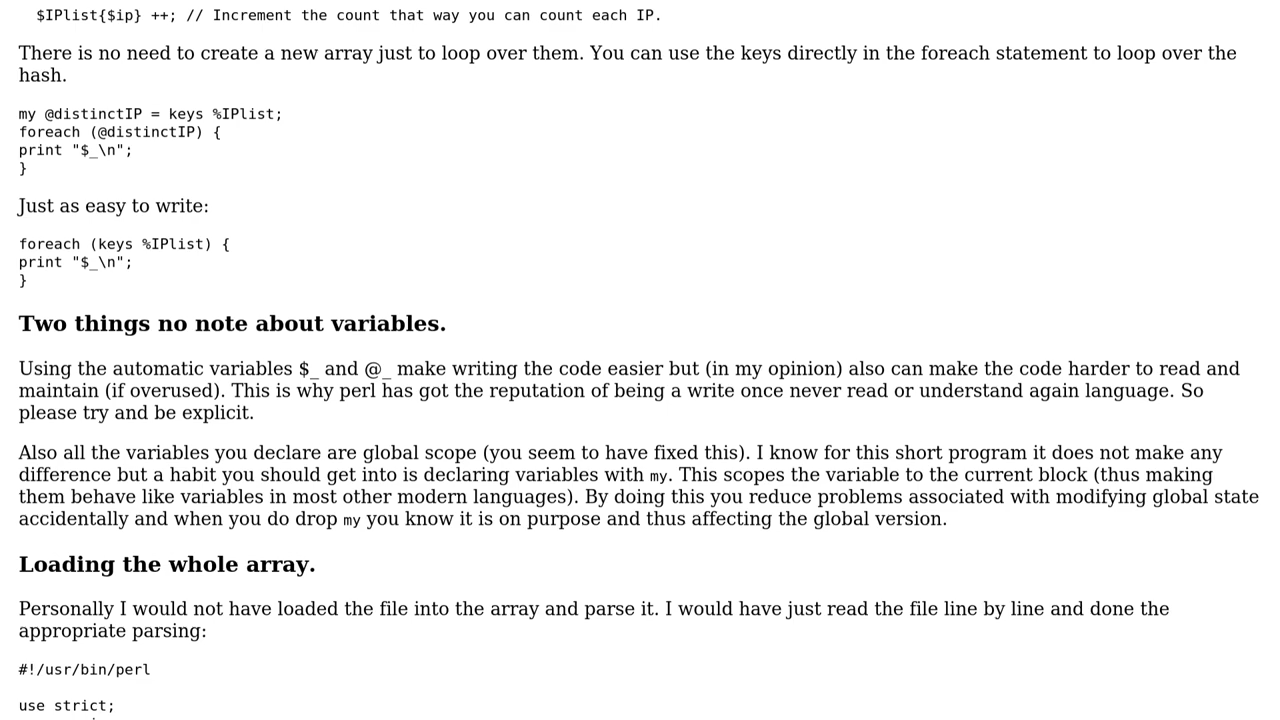 $IPlist{$ip} ++; // Increment the count that way you can count each IP.
There is no need to create a new array just to loop over them. You can use the keys directly in the foreach statement to loop over the
hash.
my @distinctIP = keys %IPlist;
foreach (@distinctIP) {
print "$_\n";
}
Just as easy to write:
foreach (keys %IPlist) {
print "$_\n";
}
Two things no note about variables.
Using the automatic variables $_ and @_ make writing the code easier but (in my opinion) also can make the code harder to read and
maintain (if overused). This is why perl has got the reputation of being a write once never read or understand again language. So
please try and be explicit.
Also all the variables you declare are global scope (you seem to have fixed this). I know for this short program it does not make any
difference but a habit you should get into is declaring variables with my. This scopes the variable to the current block (thus making
them behave like variables in most other modern languages). By doing this you reduce problems associated with modifying global state
accidentally and when you do drop my you know it is on purpose and thus affecting the global version.
Loading the whole array.
Personally I would not have loaded the file into the array and parse it. I would have just read the file line by line and done the
appropriate parsing:
#!/usr/bin/perl
use strict;